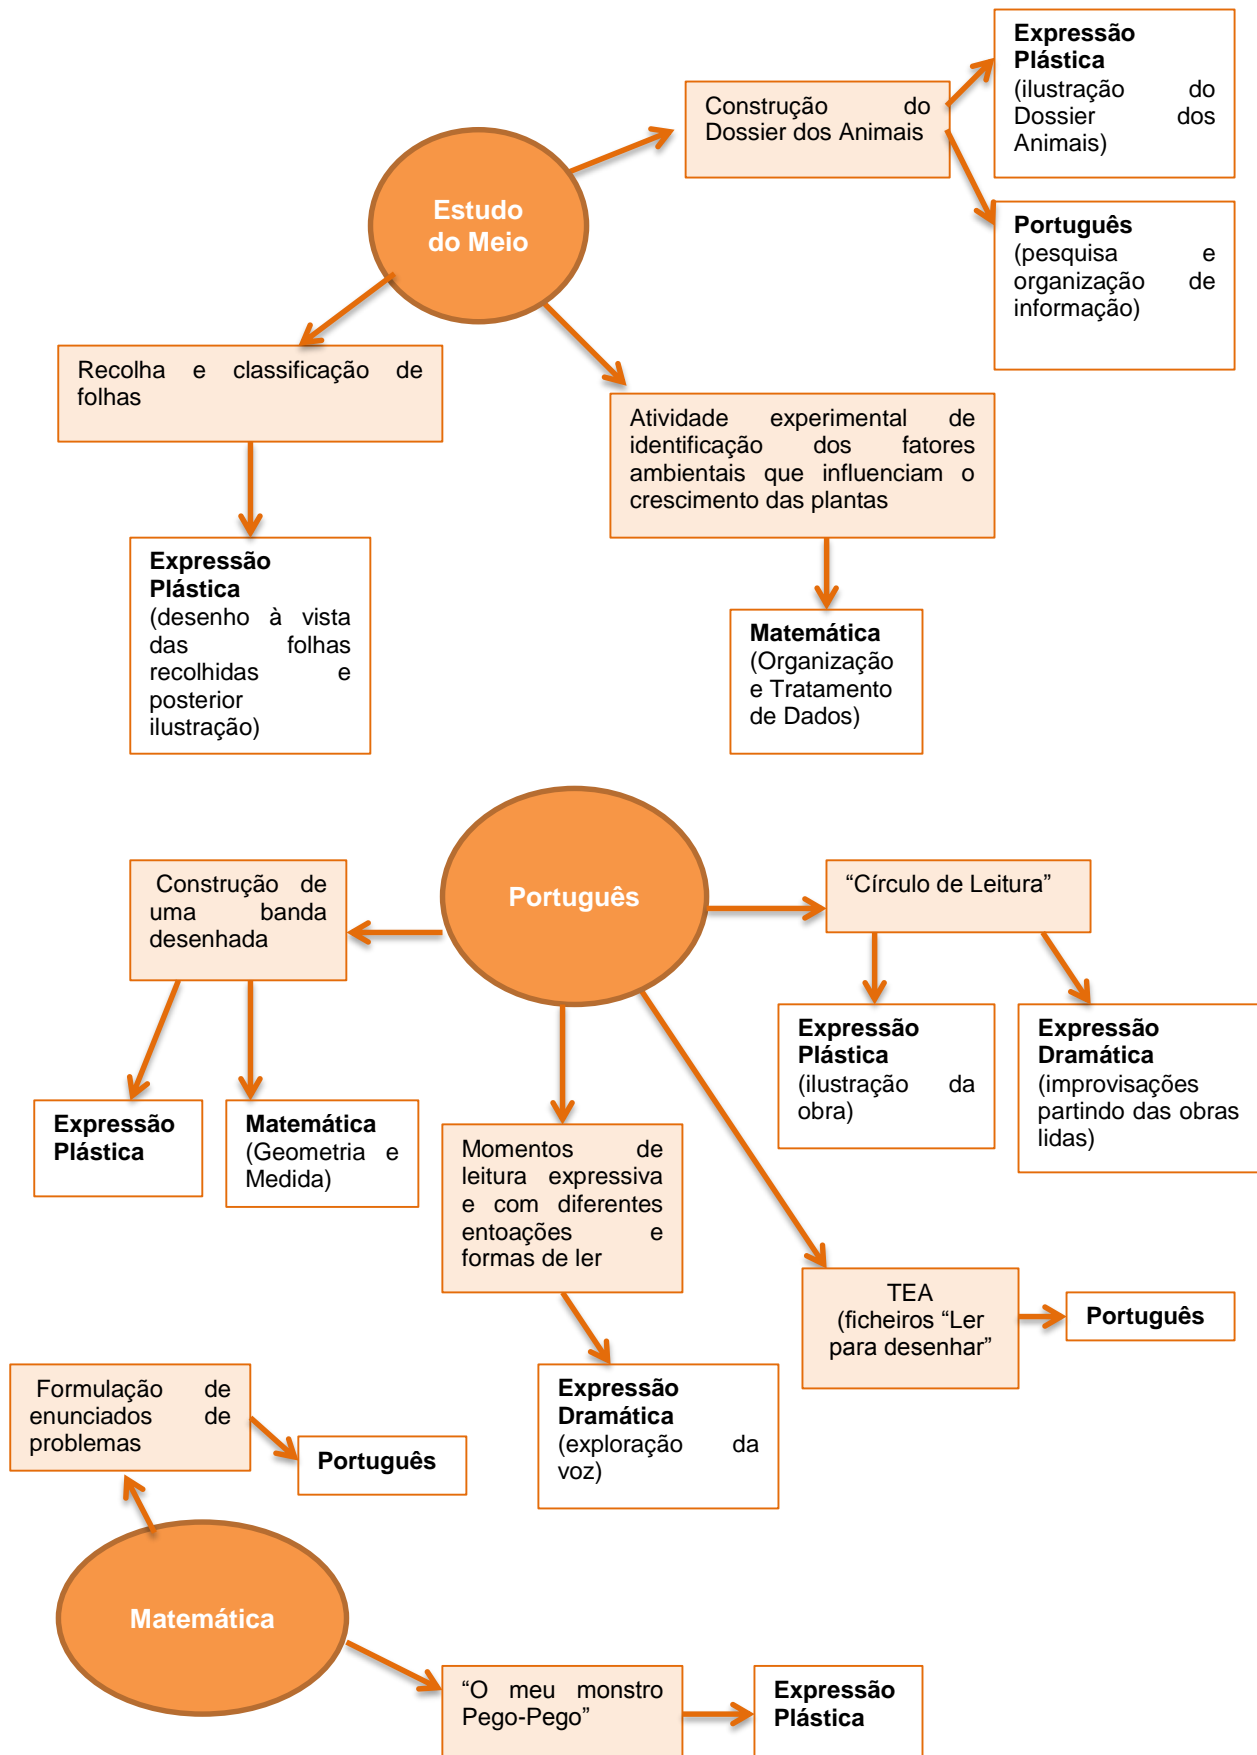 Expressão
Plástica
(ilustração do
Dossier dos
Animais)
Construção do
Dossier dos Animais
Estudo
do Meio
Português
(pesquisa e
organização de
informação)
Recolha e classificação de
folhas
Atividade experimental de
identificação dos fatores
ambientais que influenciam o
crescimento das plantas
Expressão
Plástica
(desenho à vista
das folhas
recolhidas e
posterior
ilustração)
Matemática
(Organização
e Tratamento
de Dados)
Português
Construção de
uma banda
desenhada
“Círculo de Leitura”
Expressão
Plástica
(ilustração da
obra)
Expressão
Dramática
(improvisações
partindo das obras
lidas)
Expressão
Plástica
Matemática
(Geometria e
Medida)
Momentos de
leitura expressiva
e com diferentes
entoações e
formas de ler
TEA
(ficheiros “Ler
para desenhar”
Português
Formulação de
enunciados de
problemas
Português
Expressão
Dramática
(exploração da
voz)
Matemática
“O meu monstro
Pego-Pego”
Expressão
Plástica